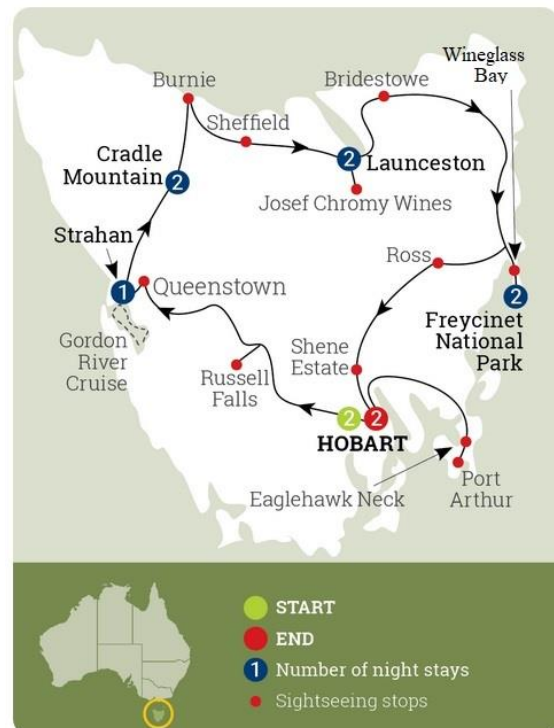 Wineglass
Bay
Bridestowe
Burnie
Sheffield
Cradle
Mountain
2
2
Launceston
Josef Chromy Wines
Strahan
Ross
1
Queenstown
2
Freycinet
National
Park
Gordon
River
Cruise
Shene
Estate
Russell
Falls
2
2
HOBART
Eaglehawk Neck
Port
Arthur
START
END
1
Number of night stays
Sightseeing stops